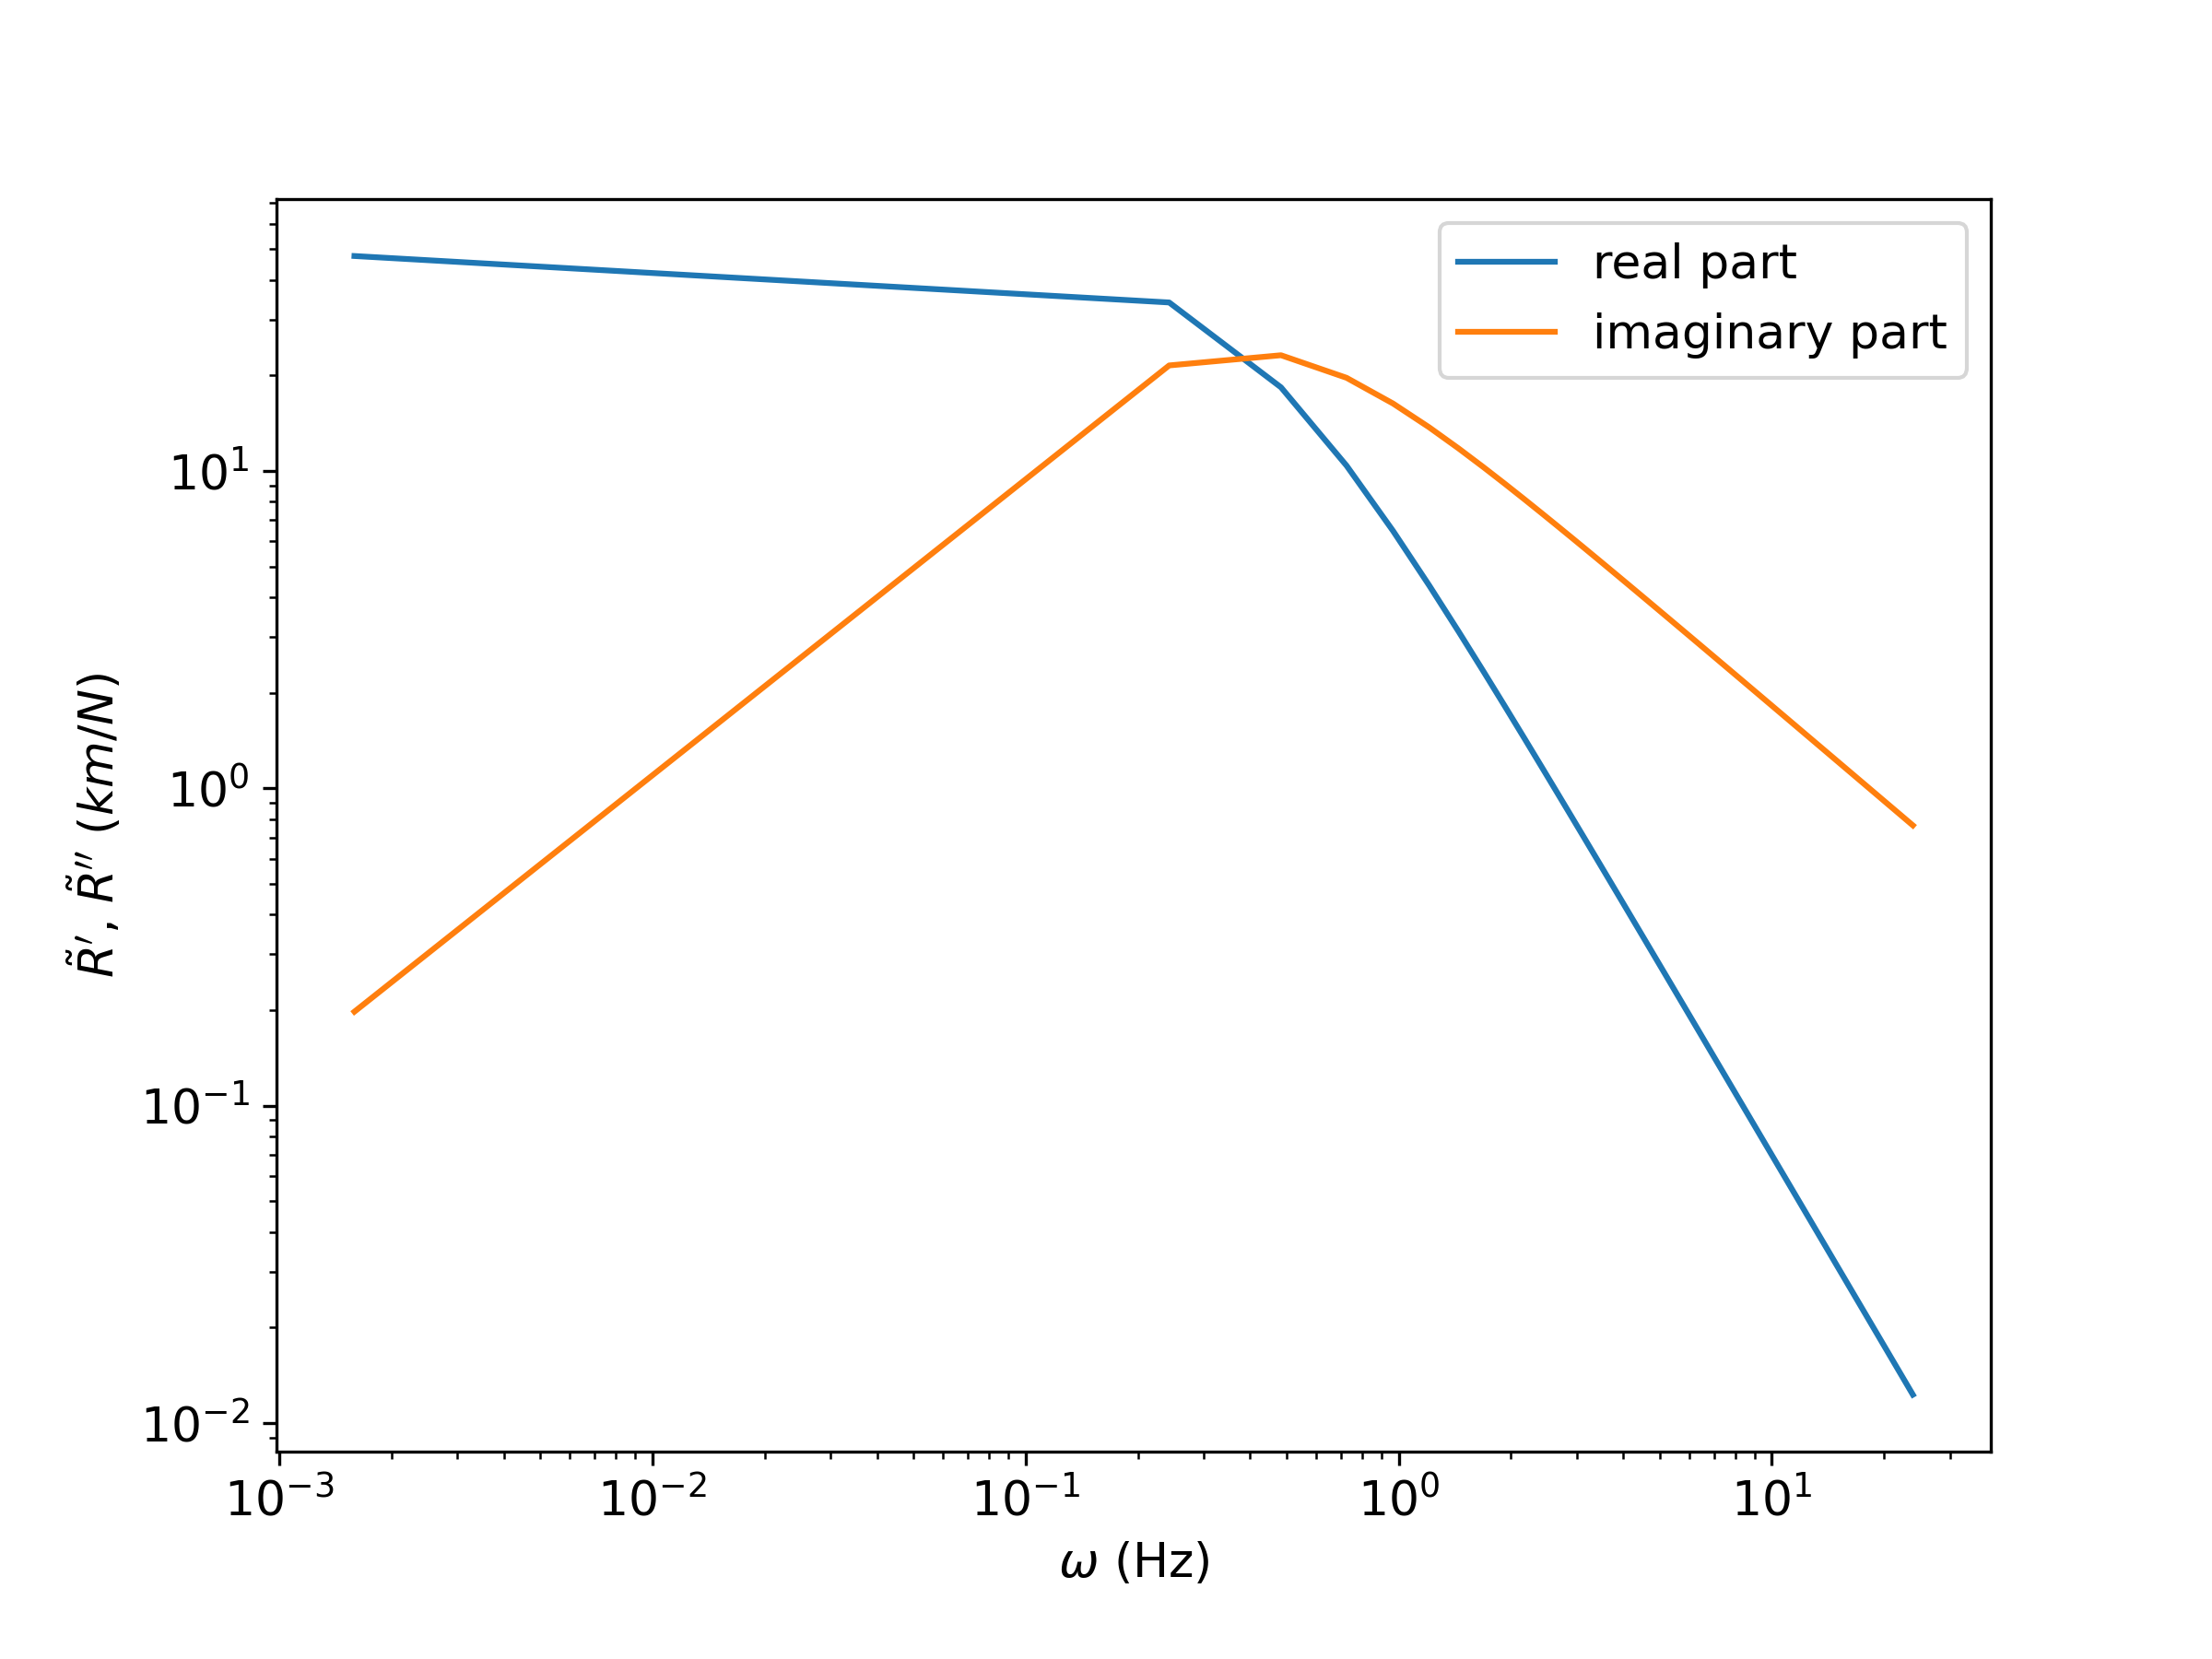 real part
imaginary part
R̃′, R̃″ (km/N)
10¹
10⁰
10⁻¹
10⁻²
10⁻³ 10⁻² 10⁻¹ 10⁰ 10¹
ω (Hz)